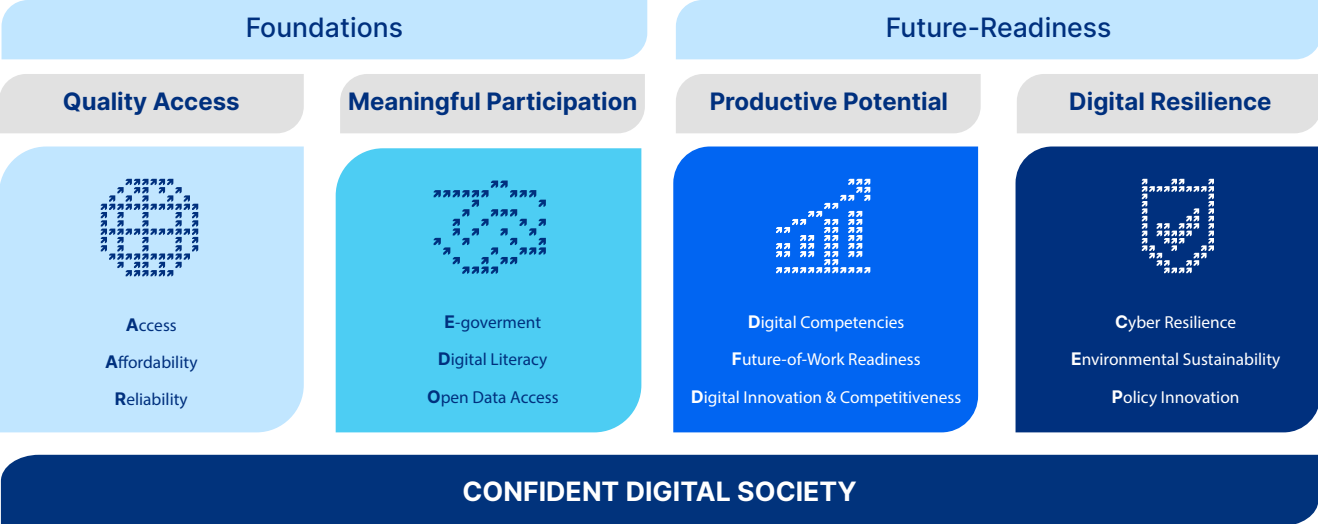 Foundations
Future-Readiness
Quality Access
Meaningful Participation
Productive Potential
Digital Resilience
Access
Affordability
Reliability
E-goverment
Digital Literacy
Open Data Access
Digital Competencies
Future-of-Work Readiness
Digital Innovation & Competitiveness
Cyber Resilience
Environmental Sustainability
Policy Innovation
CONFIDENT DIGITAL SOCIETY